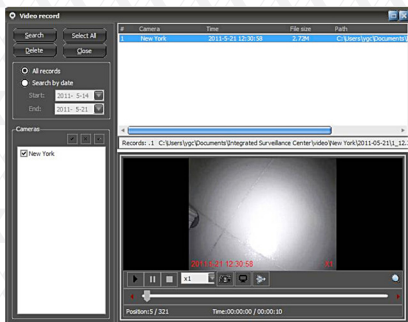 Video record
Search
Select All
Delete
Close
All records
Search by date
Start: 2011- 5-14
End: 2011- 5-21
Cameras
New York
# Camera Time File size Path
1 New York 2011-5-21 12:30:58 2.72M C:\Users\ygc\Documents\I
Records: .1 C:\Users\ygc\Documents\Integrated Surveillance Center\video\New York\2011-05-21\1_12.
2011-5-21 12:30:58 X1
x1
Position:5 / 321 Time:00:00:00 / 00:00:10